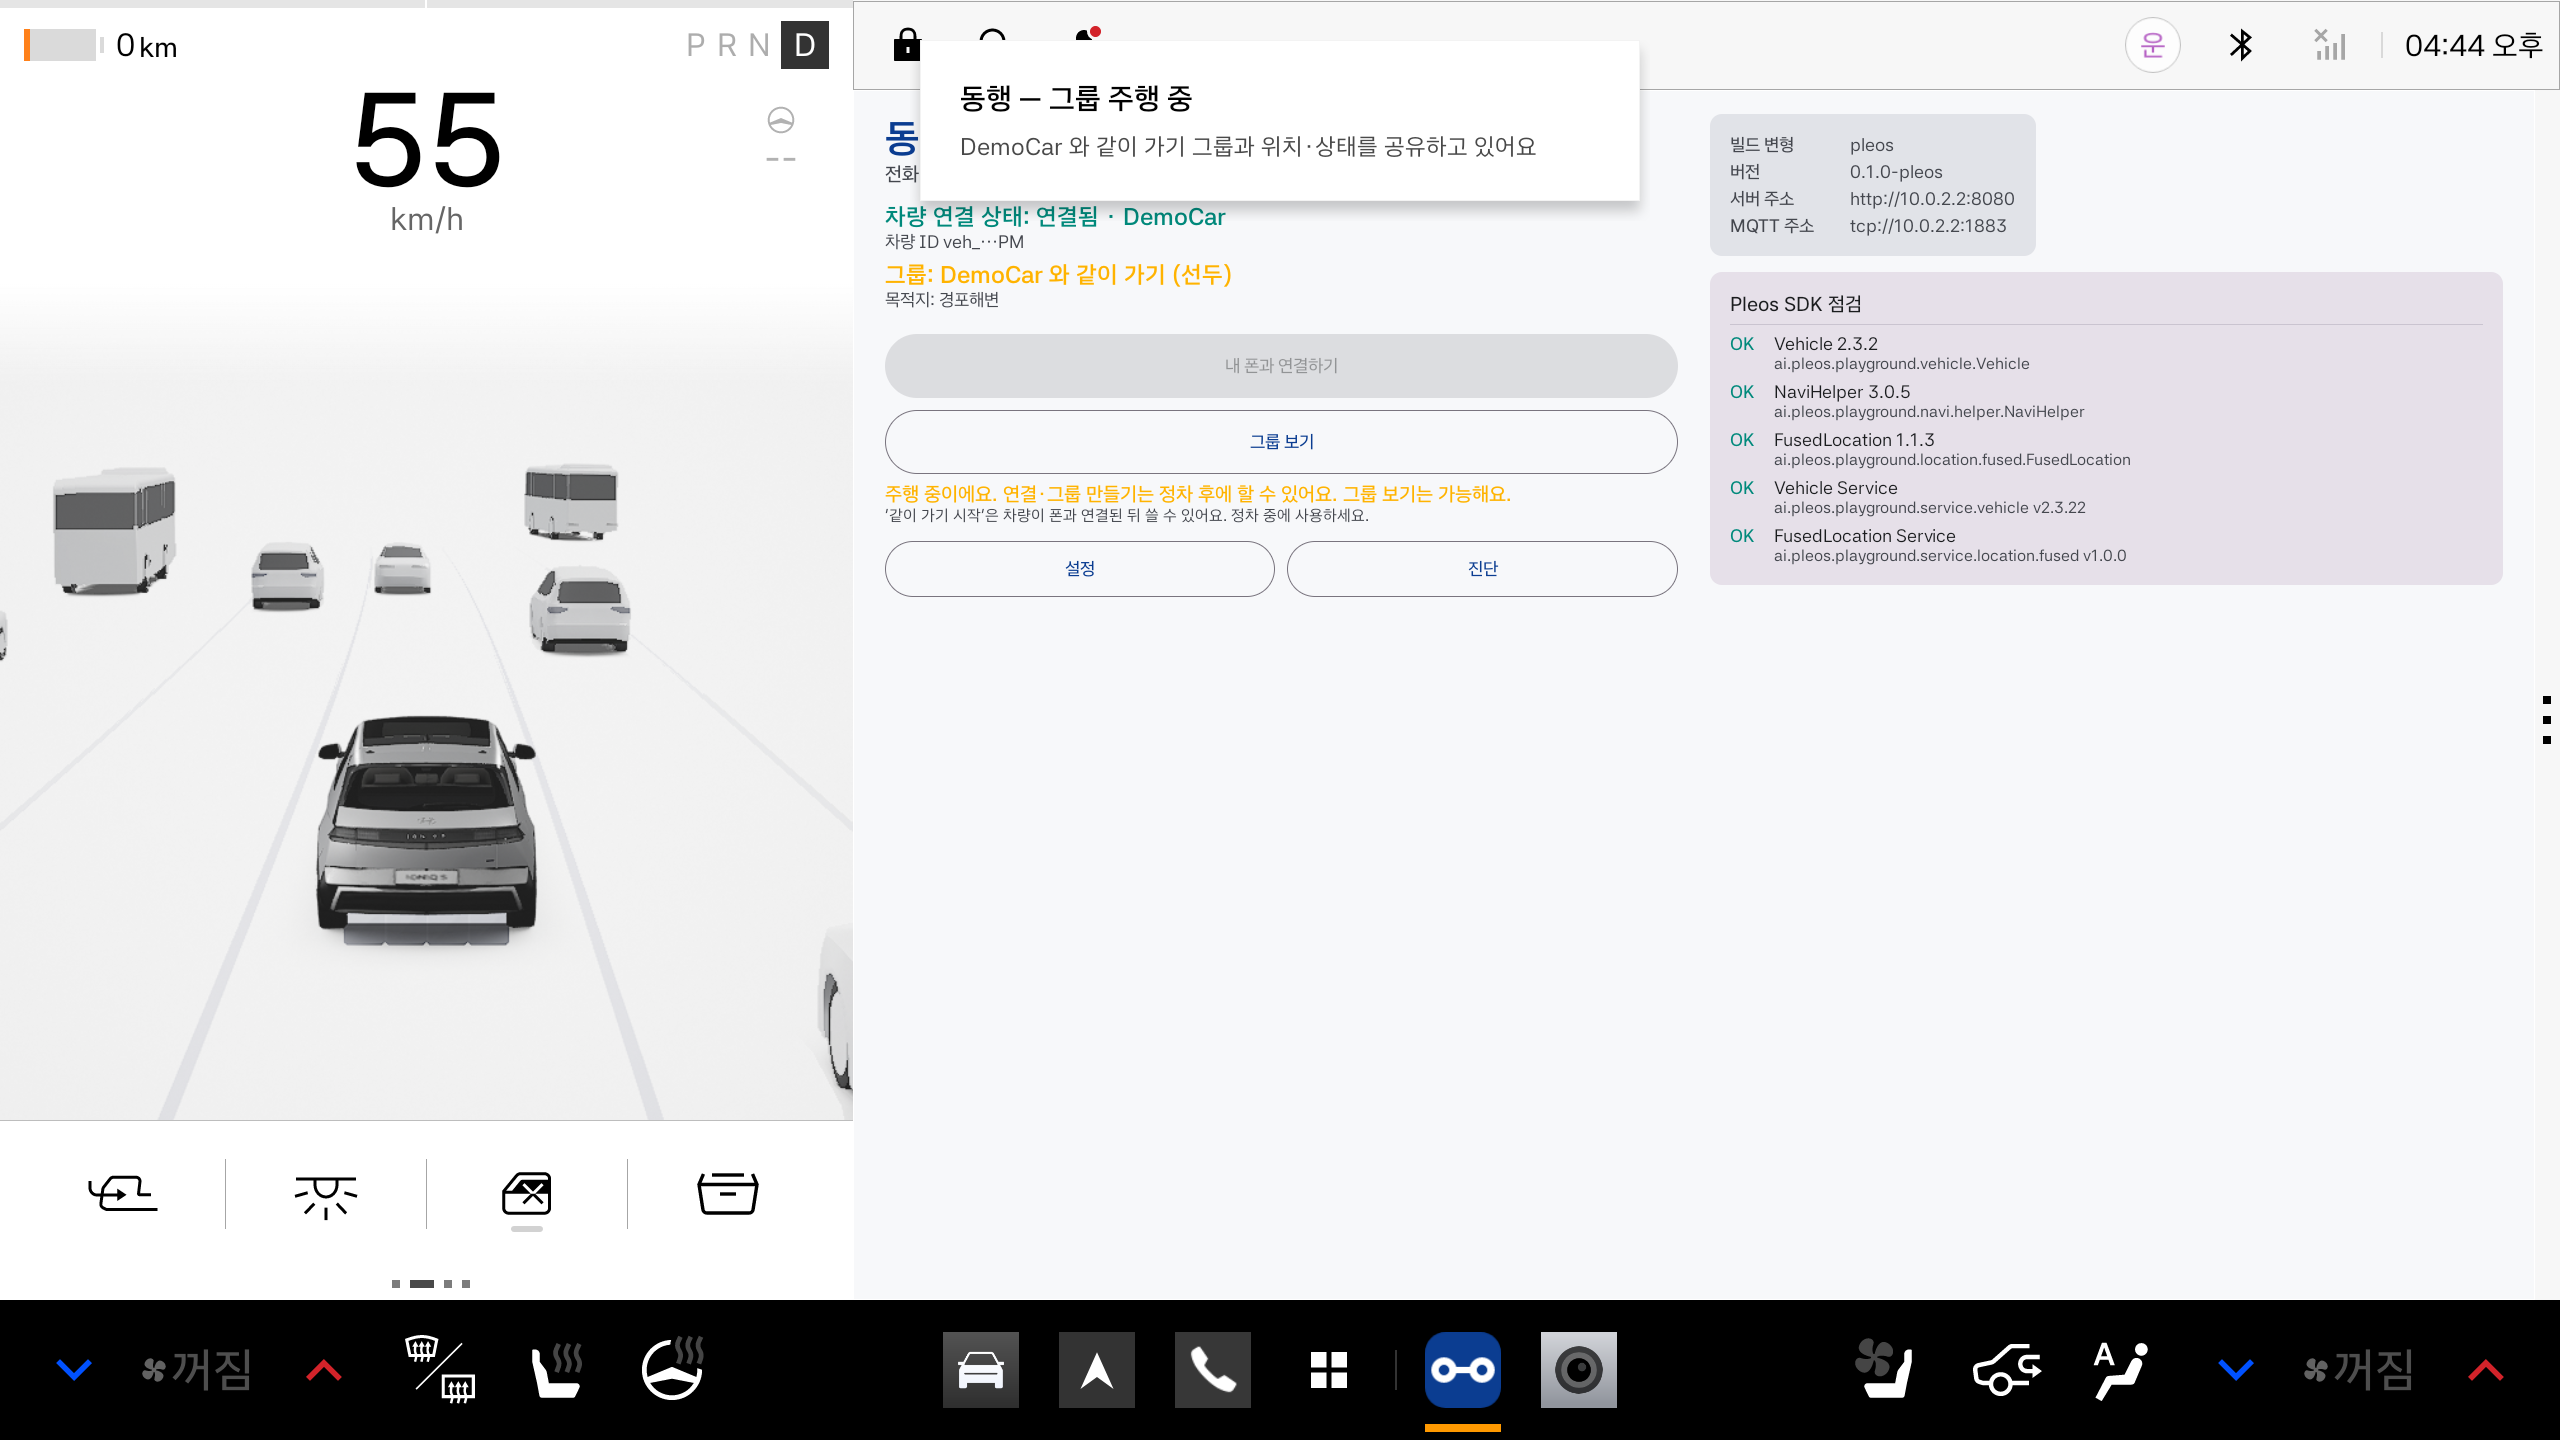 0 km
P R N D
55
km/h
운
04:44 오후
동행 — 그룹 주행 중
DemoCar 와 같이 가기 그룹과 위치·상태를 공유하고 있어요
동
전화
차량 연결 상태: 연결됨 · DemoCar
차량 ID veh_…PM
그룹: DemoCar 와 같이 가기 (선두)
목적지: 경포해변
내 폰과 연결하기
그룹 보기
주행 중이에요. 연결·그룹 만들기는 정차 후에 할 수 있어요. 그룹 보기는 가능해요.
'같이 가기 시작'은 차량이 폰과 연결된 뒤 쓸 수 있어요. 정차 중에 사용하세요.
설정
진단
빌드 변형 pleos
버전 0.1.0-pleos
서버 주소 http://10.0.2.2:8080
MQTT 주소 tcp://10.0.2.2:1883
Pleos SDK 점검
OK Vehicle 2.3.2
ai.pleos.playground.vehicle.Vehicle
OK NaviHelper 3.0.5
ai.pleos.playground.navi.helper.NaviHelper
OK FusedLocation 1.1.3
ai.pleos.playground.location.fused.FusedLocation
OK Vehicle Service
ai.pleos.playground.service.vehicle v2.3.22
OK FusedLocation Service
ai.pleos.playground.service.location.fused v1.0.0
IONIQ 5
꺼짐
A
꺼짐